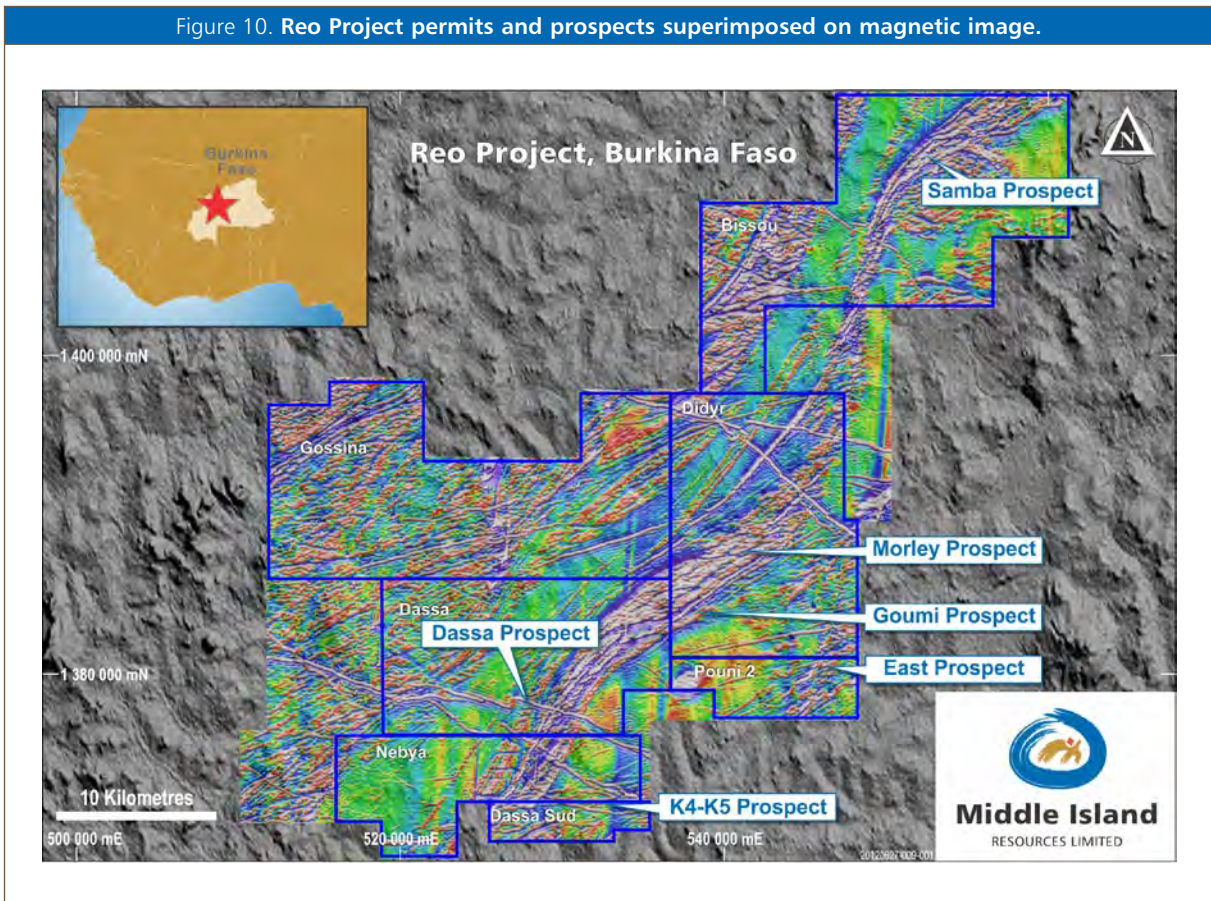 Figure 10. Reo Project permits and prospects superimposed on magnetic image.
Burkina
Faso
Reo Project, Burkina Faso
N
Samba Prospect
Bissou
1 400 000 mN
Didyr
Gossina
Morley Prospect
Dassa
Goumi Prospect
Dassa Prospect
East Prospect
Pouni 2
1 380 000 mN
Nebya
10 Kilometres
K4-K5 Prospect
Dassa Sud
500 000 mE
520 000 mE
540 000 mE
Middle Island
RESOURCES LIMITED
20120827-009-001